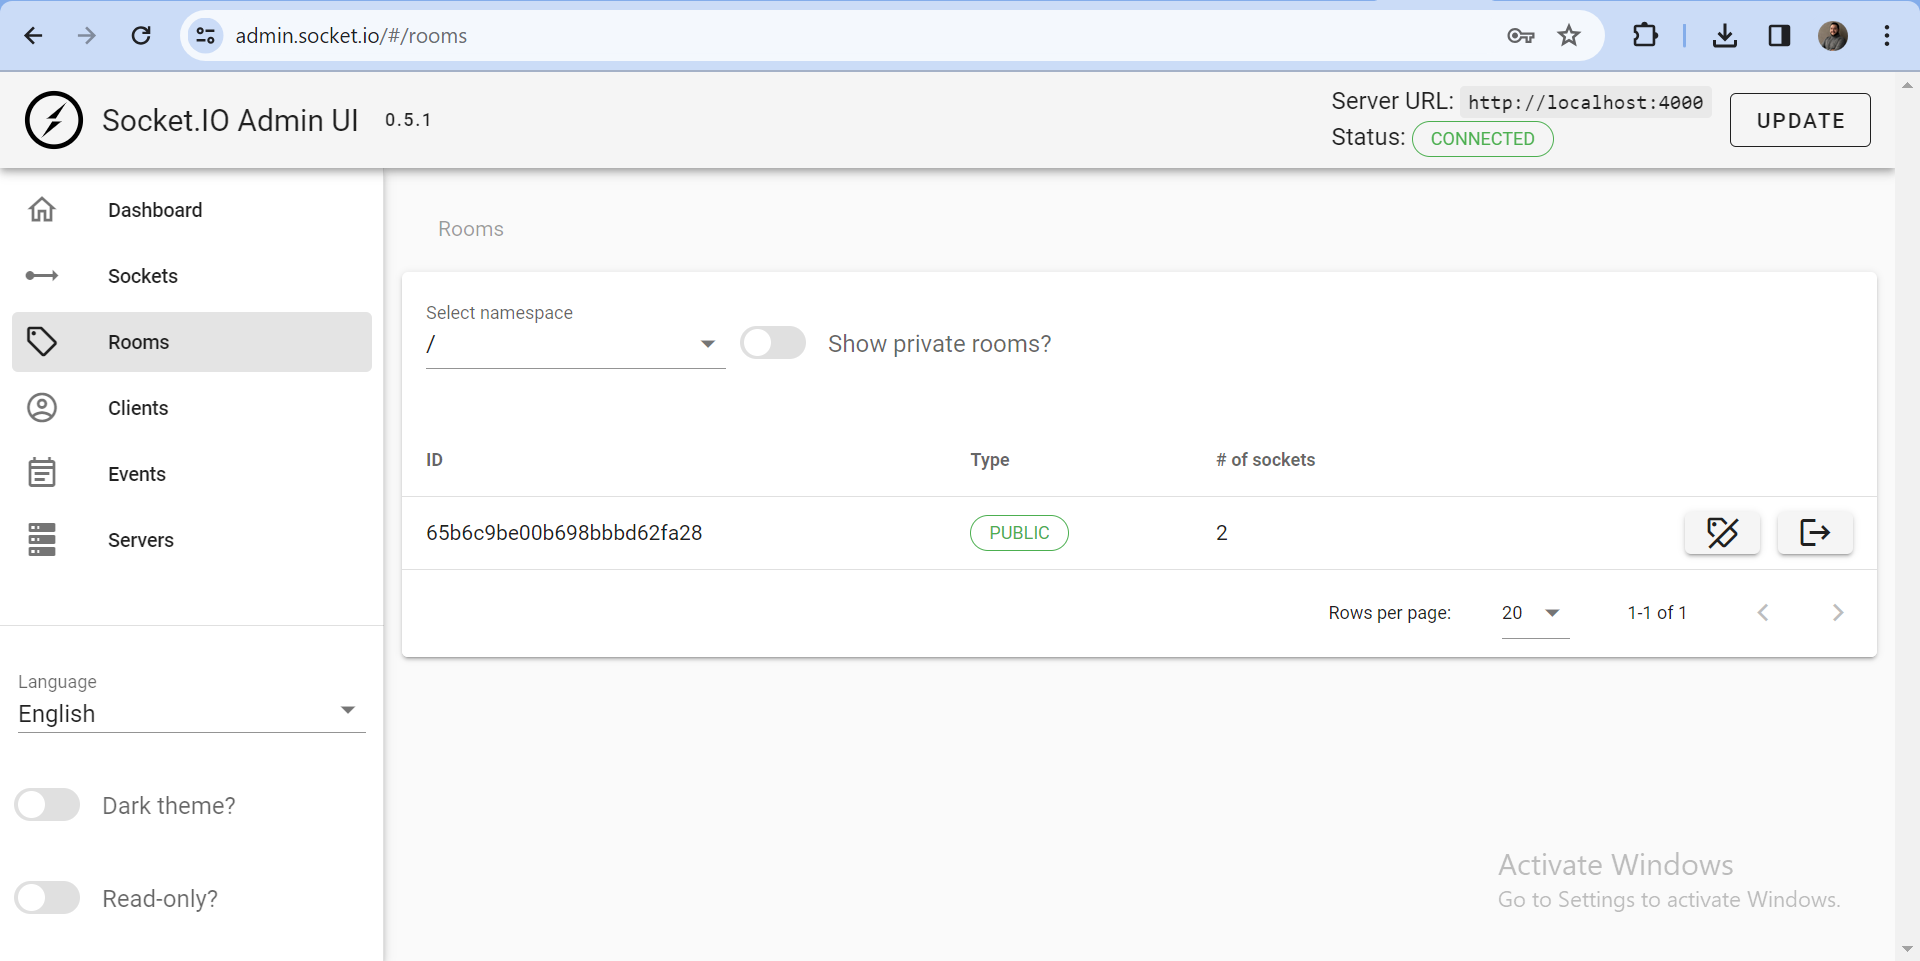 admin.socket.io/#/rooms
Socket.IO Admin UI 0.5.1
Server URL: http://localhost:4000
Status: CONNECTED
UPDATE
Dashboard
Sockets
Rooms
Clients
Events
Servers
Language
English
Dark theme?
Read-only?
Rooms
Select namespace
/
Show private rooms?
ID Type # of sockets
65b6c9be00b698bbbd62fa28 PUBLIC 2
Rows per page: 20 1-1 of 1
Activate Windows
Go to Settings to activate Windows.